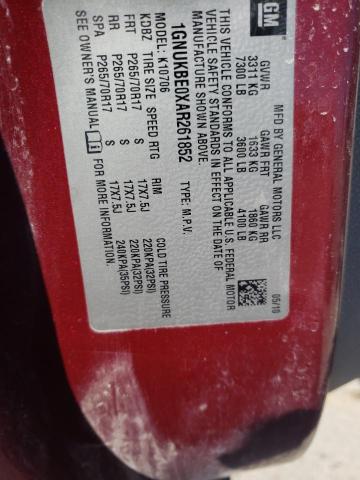 GM
MFD BY GENERAL MOTORS LLC
05/10
GVWR GAWR FRT GAWR RR
3311 KG 1633 KG 1860 KG
7300 LB 3600 LB 4100 LB
THIS VEHICLE CONFORMS TO ALL APPLICABLE U.S. FEDERAL MOTOR
VEHICLE SAFETY STANDARDS IN EFFECT ON THE DATE OF
MANUFACTURE SHOWN ABOVE.
1GNUKBE0XAR261852 TYPE: M.P.V.
MODEL: K10706
KDBZ TIRE SIZE SPEED RTG RIM COLD TIRE PRESSURE
FRT P265/70R17 S 17X7.5J 220KPA(32PSI)
RR P265/70R17 S 17X7.5J 220KPA(32PSI)
SPA P265/70R17 S 17X7.5J 240KPA(35PSI)
SEE OWNER'S MANUAL